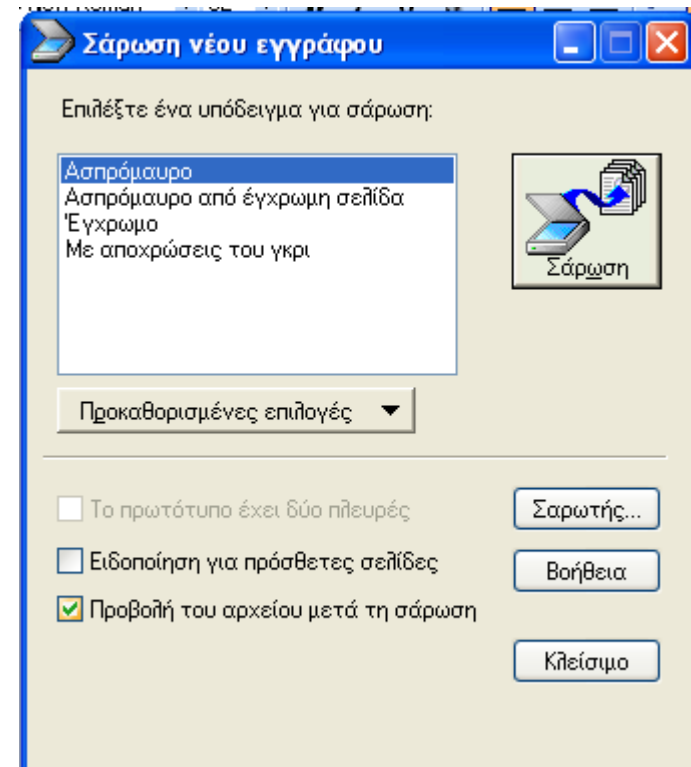 Σάρωση νέου εγγράφου
Επιλέξτε ένα υπόδειγμα για σάρωση:
Ασπρόμαυρο
Ασπρόμαυρο από έγχρωμη σελίδα
Έγχρωμο
Με αποχρώσεις του γκρι
Σάρωση
Προκαθορισμένες επιλογές
Το πρωτότυπο έχει δύο πλευρές
Σαρωτής...
Ειδοποίηση για πρόσθετες σελίδες
Βοήθεια
Προβολή του αρχείου μετά τη σάρωση
Κλείσιμο